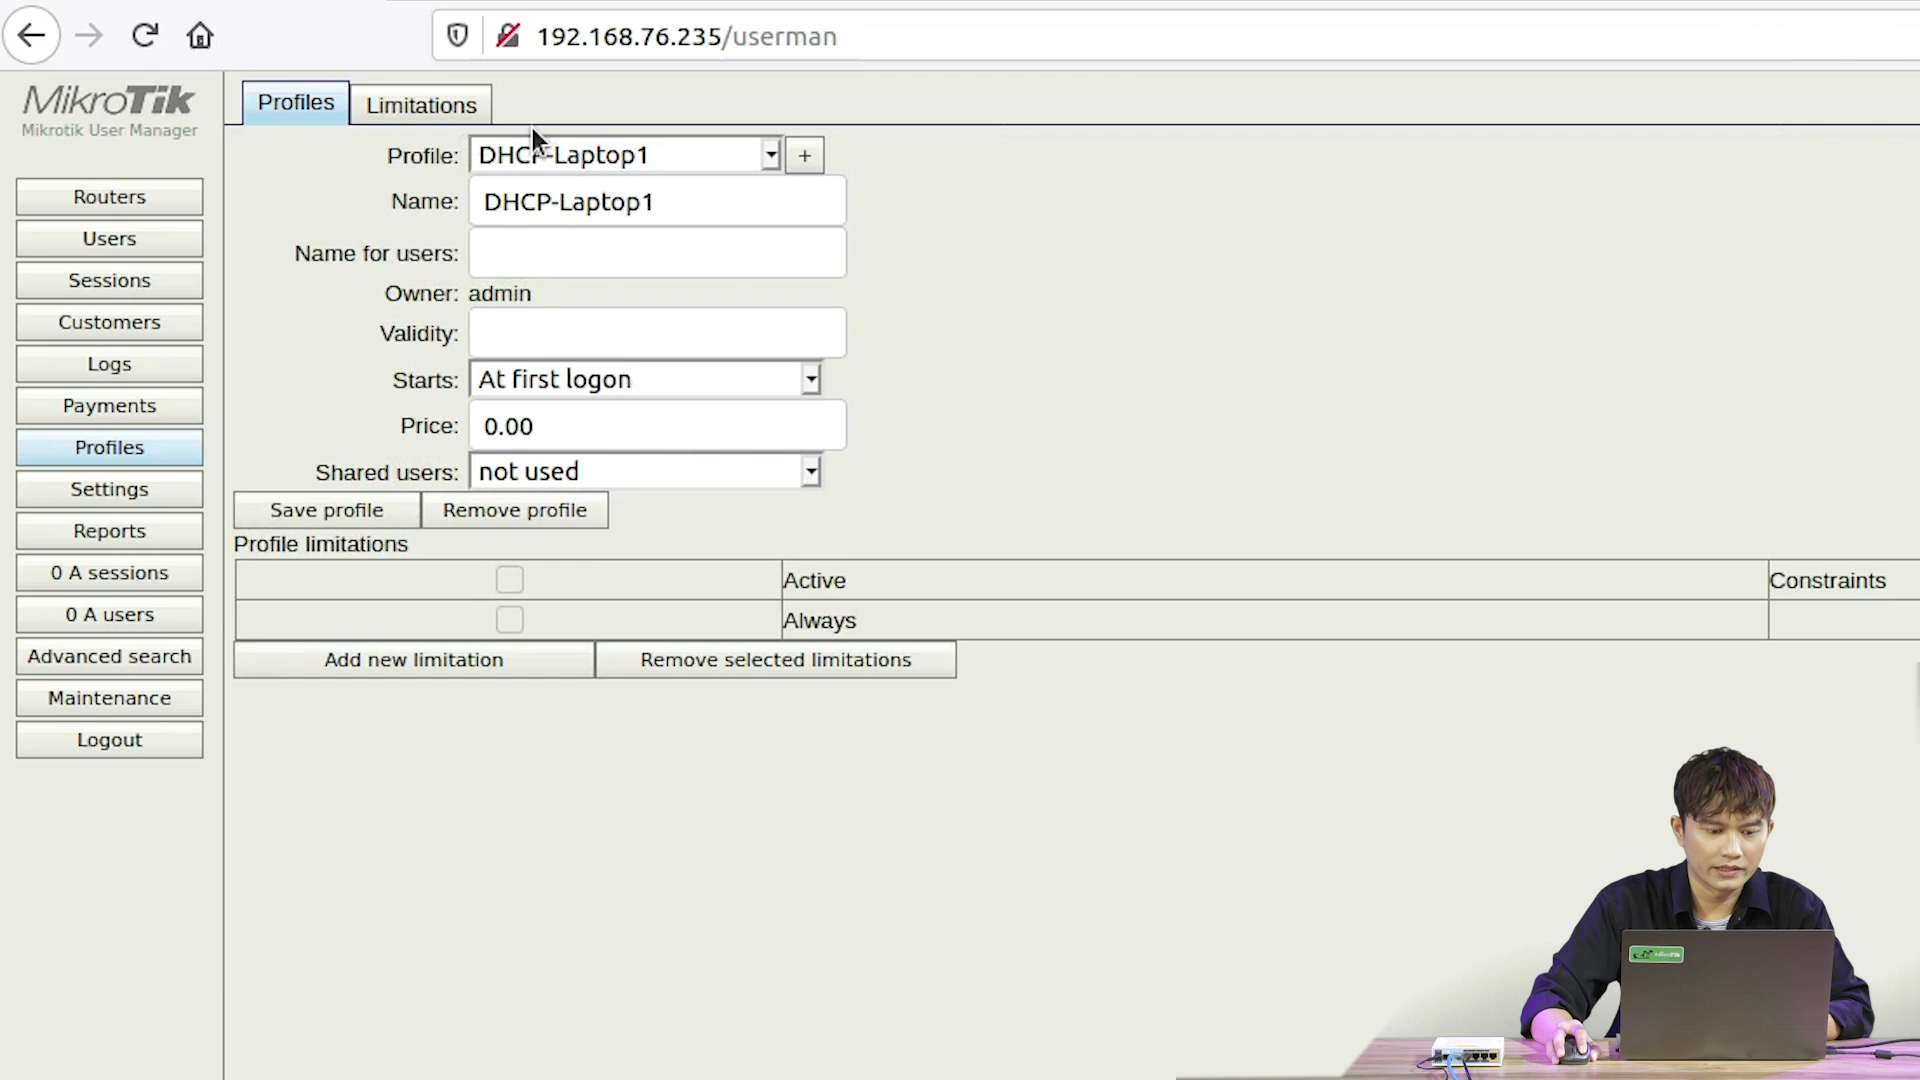 192.168.76.235/userman
MikroTik
Mikrotik User Manager
Routers
Users
Sessions
Customers
Logs
Payments
Profiles
Settings
Reports
0 A sessions
0 A users
Advanced search
Maintenance
Logout
Profiles
Limitations
Profile: DHCP-Laptop1 +
Name: DHCP-Laptop1
Name for users:
Owner: admin
Validity:
Starts: At first logon
Price: 0.00
Shared users: not used
Save profile
Remove profile
Profile limitations
Active
Constraints
Always
Add new limitation
Remove selected limitations
MikroTik